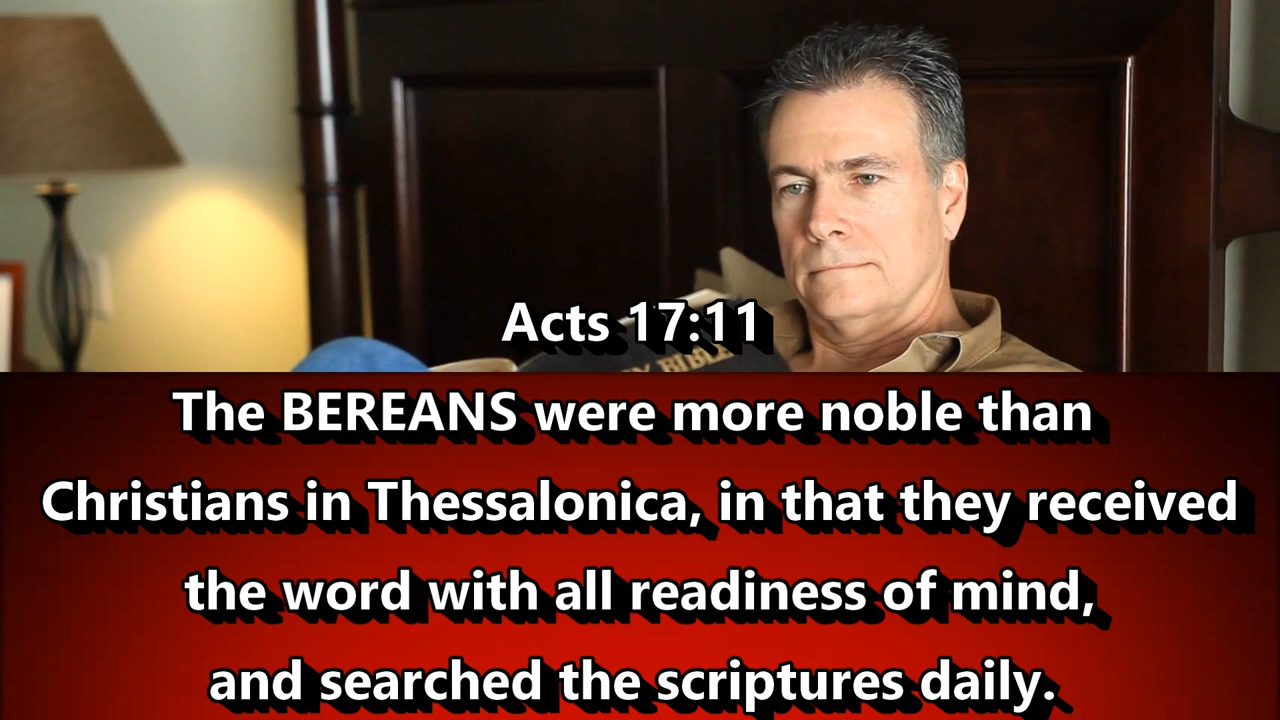 Acts 17:11
BIBLE
The BEREANS were more noble than
Christians in Thessalonica, in that they received
the word with all readiness of mind,
and searched the scriptures daily.